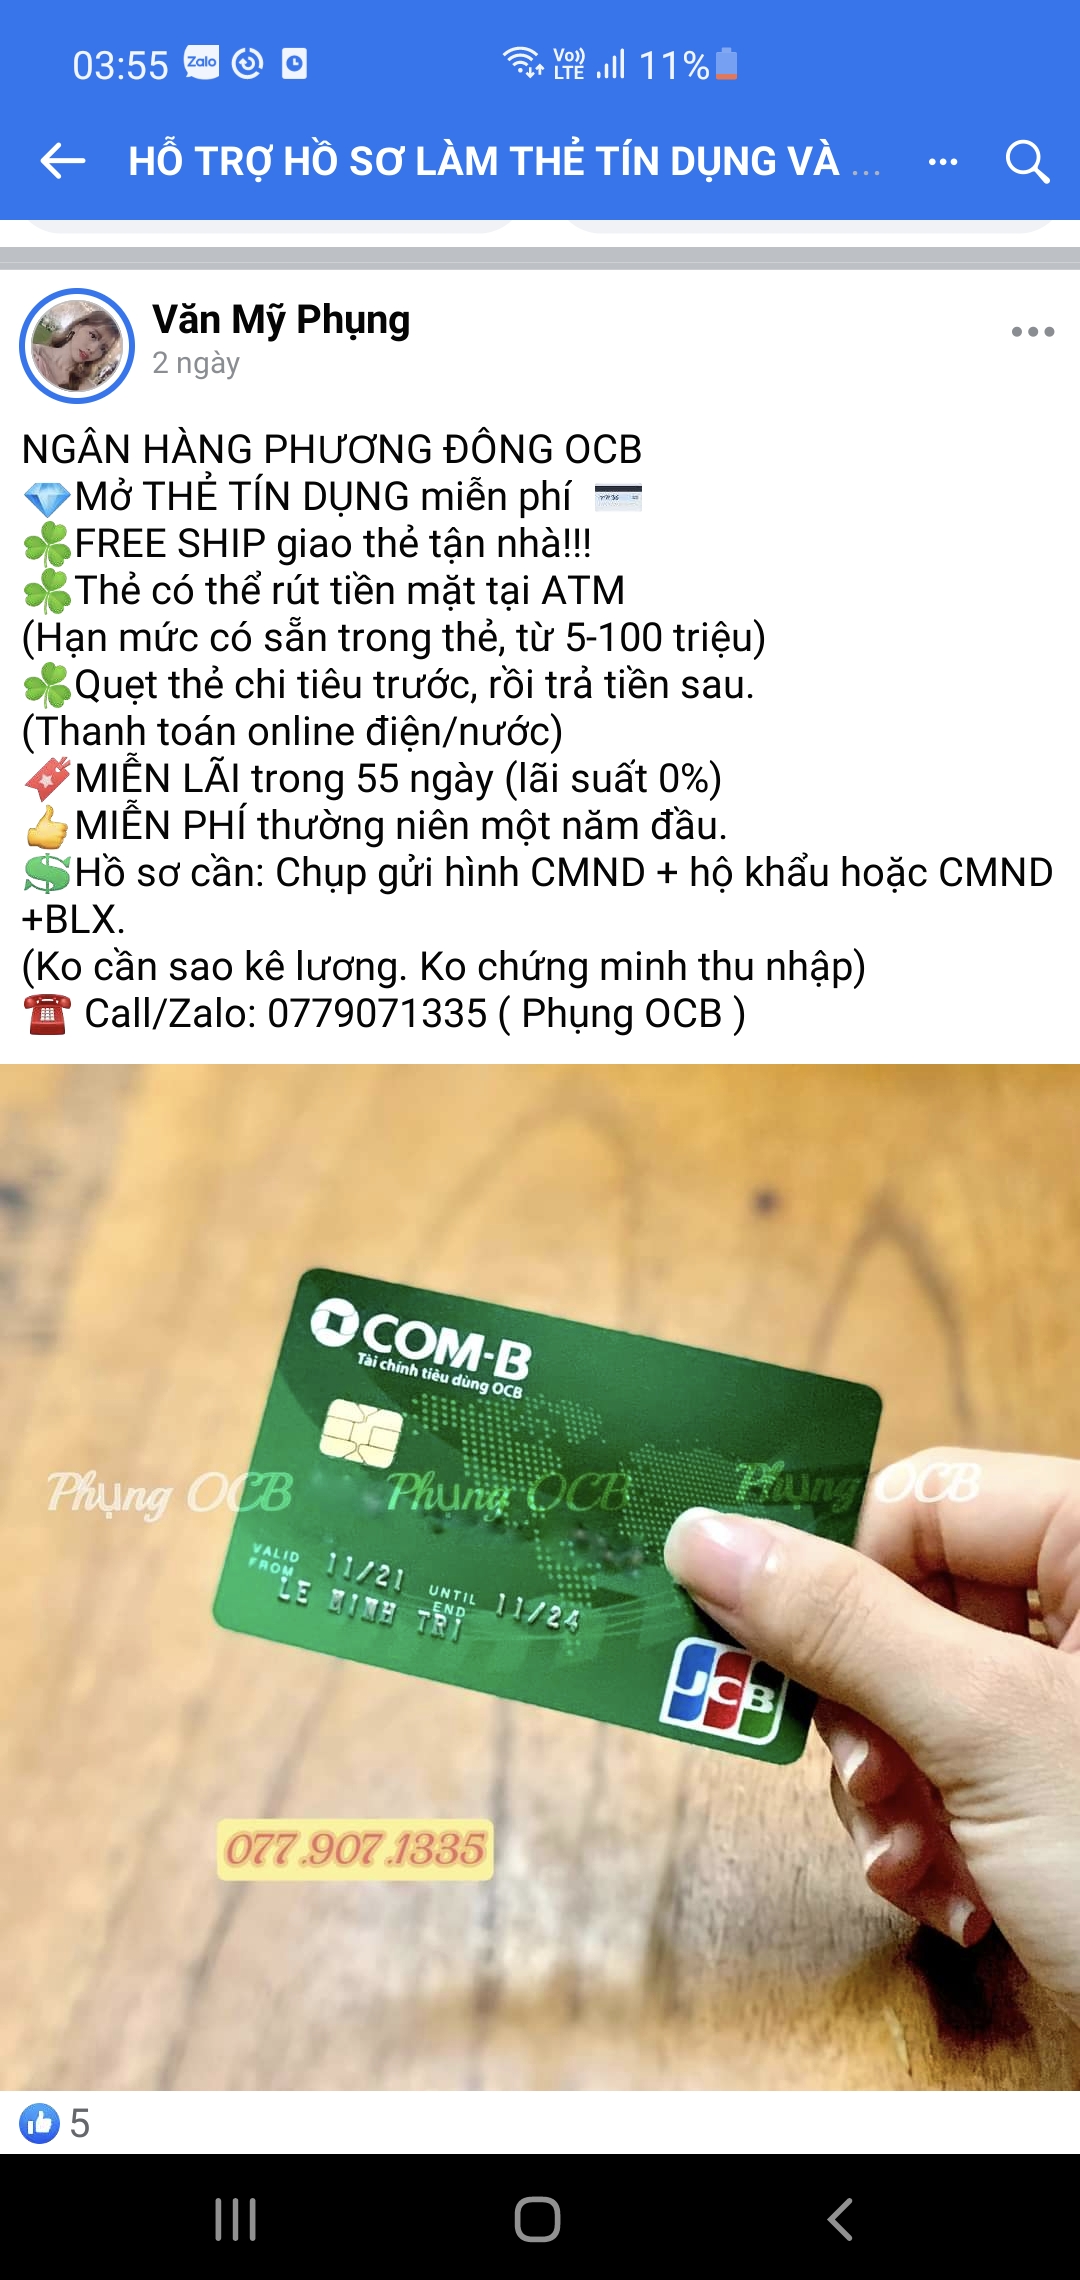 03:55 Zalo Vo)) LTE 11%
HỖ TRỢ HỒ SƠ LÀM THẺ TÍN DỤNG VÀ ...
Văn Mỹ Phụng
2 ngày
NGÂN HÀNG PHƯƠNG ĐÔNG OCB
💎Mở THẺ TÍN DỤNG miễn phí 💳
☘️FREE SHIP giao thẻ tận nhà!!!
☘️Thẻ có thể rút tiền mặt tại ATM
(Hạn mức có sẵn trong thẻ, từ 5-100 triệu)
☘️Quẹt thẻ chi tiêu trước, rồi trả tiền sau.
(Thanh toán online điện/nước)
MIỄN LÃI trong 55 ngày (lãi suất 0%)
👍MIỄN PHÍ thường niên một năm đầu.
💲Hồ sơ cần: Chụp gửi hình CMND + hộ khẩu hoặc CMND
+BLX.
(Ko cần sao kê lương. Ko chứng minh thu nhập)
☎️ Call/Zalo: 0779071335 ( Phụng OCB )
COM-B
Tài chính tiêu dùng OCB
Phụng OCB Phụng OCB Phụng OCB
VALID FROM 11/21 UNTIL END 11/24
LE MINH TRI
JCB
077.907.1335
5